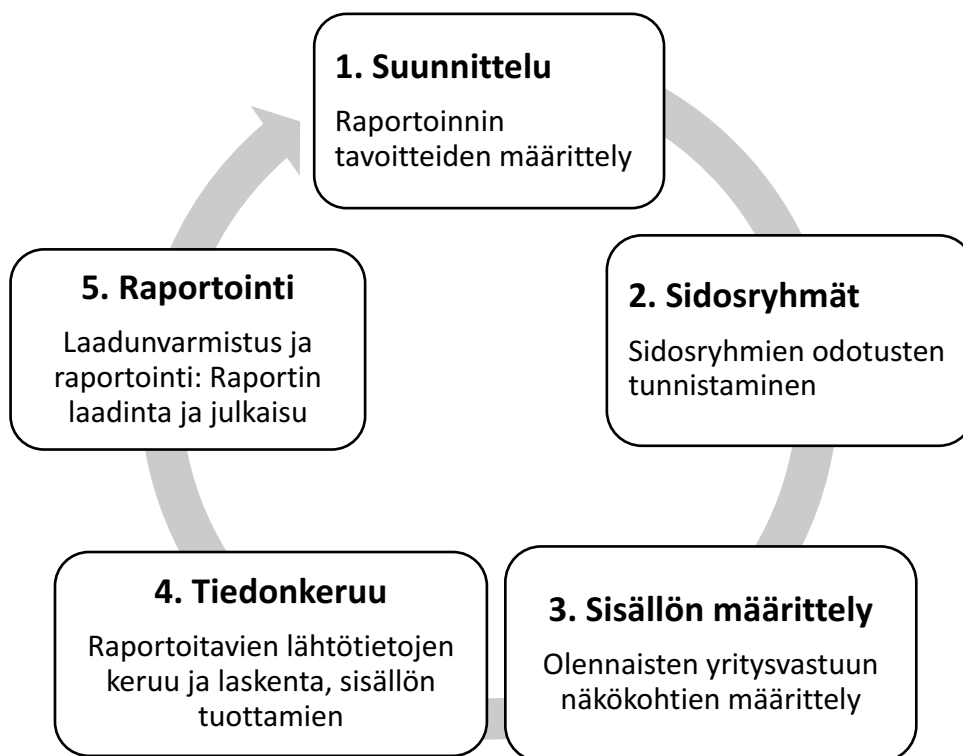 1. Suunnittelu
Raportoinnin
tavoitteiden määrittely
2. Sidosryhmät
Sidosryhmien odotusten
tunnistaminen
3. Sisällön määrittely
Olennaisten yritysvastuun
näkökohtien määrittely
4. Tiedonkeruu
Raportoitavien lähtötietojen
keruu ja laskenta, sisällön
tuottamien
5. Raportointi
Laadunvarmistus ja
raportointi: Raportin
laadinta ja julkaisu